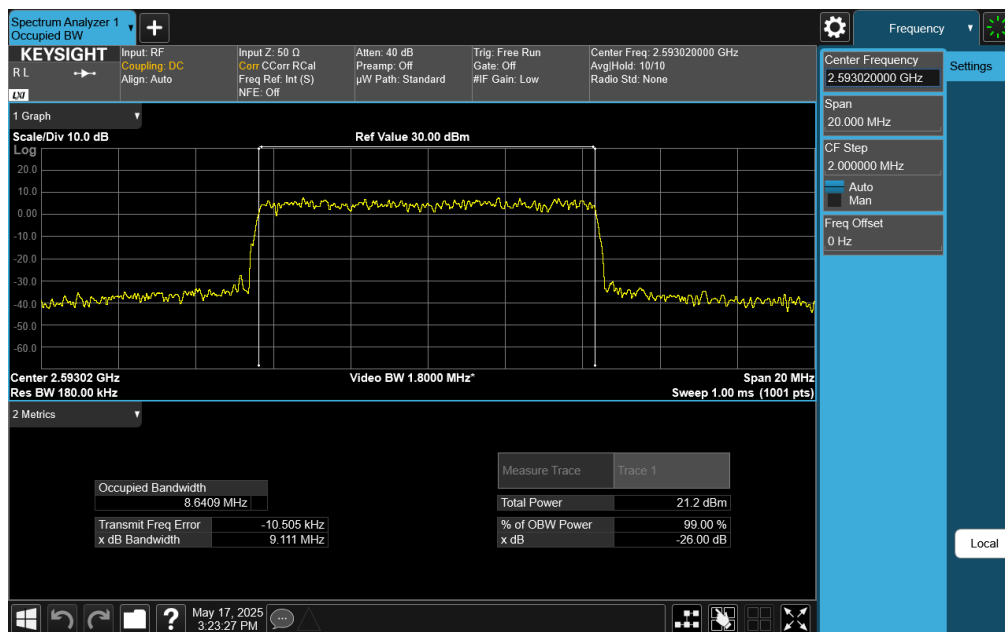 Spectrum Analyzer 1
Occupied BW
Frequency
KEYSIGHT
R L
LXI
Input: RF
Coupling: DC
Align: Auto
Input Z: 50 Ω
Corr CCorr RCal
Freq Ref: Int (S)
NFE: Off
Atten: 40 dB
Preamp: Off
µW Path: Standard
Trig: Free Run
Gate: Off
#IF Gain: Low
Center Freq: 2.593020000 GHz
Avg|Hold: 10/10
Radio Std: None
Center Frequency
2.593020000 GHz
Settings
Span
20.000 MHz
CF Step
2.000000 MHz
Auto
Man
Freq Offset
0 Hz
Local
1 Graph
Scale/Div 10.0 dB
Ref Value 30.00 dBm
Log
20.0
10.0
0.00
-10.0
-20.0
-30.0
-40.0
-50.0
-60.0
Center 2.59302 GHz
Video BW 1.8000 MHz*
Span 20 MHz
Res BW 180.00 kHz
Sweep 1.00 ms (1001 pts)
2 Metrics
Measure Trace
Trace 1
Occupied Bandwidth
8.6409 MHz
Total Power
21.2 dBm
Transmit Freq Error
-10.505 kHz
% of OBW Power
99.00 %
x dB Bandwidth
9.111 MHz
x dB
-26.00 dB
May 17, 2025
3:23:27 PM